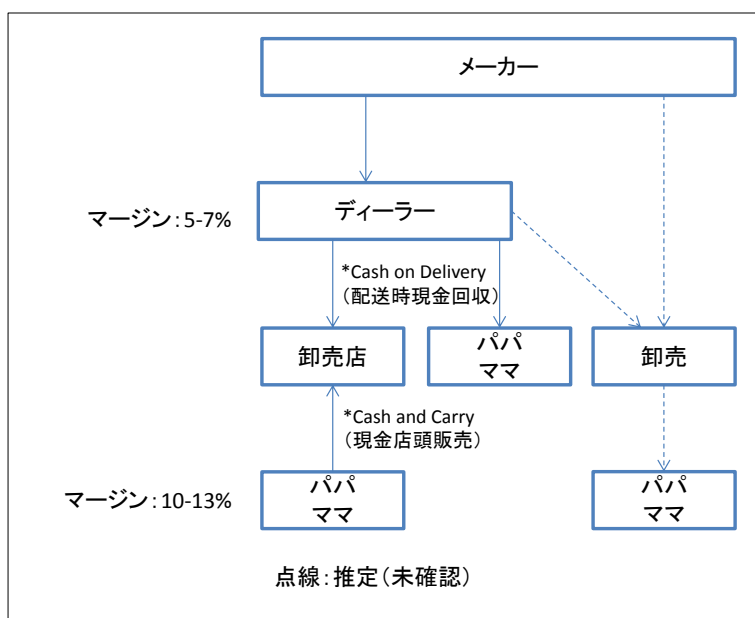 メーカー
マージン:5-7%
ディーラー
*Cash on Delivery
(配送時現金回収)
卸売店
パパ
ママ
卸売
*Cash and Carry
(現金店頭販売)
マージン:10-13%
パパ
ママ
パパ
ママ
点線:推定(未確認)